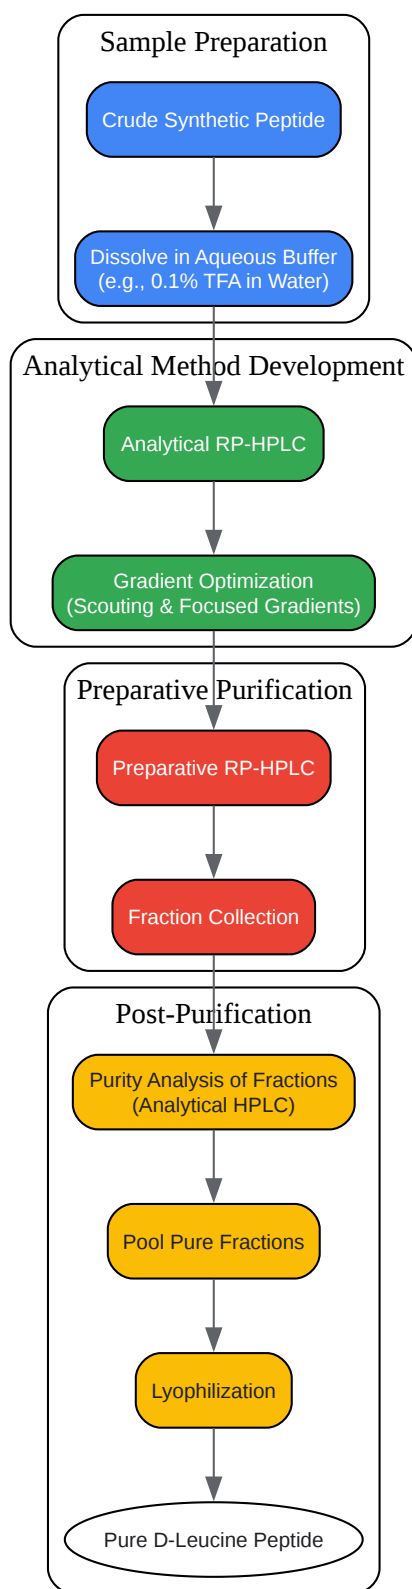 Sample Preparation
Crude Synthetic Peptide
Dissolve in Aqueous Buffer
(e.g., 0.1% TFA in Water)
Analytical Method Development
Analytical RP-HPLC
Gradient Optimization
(Scouting & Focused Gradients)
Preparative Purification
Preparative RP-HPLC
Fraction Collection
Post-Purification
Purity Analysis of Fractions
(Analytical HPLC)
Pool Pure Fractions
Lyophilization
Pure D-Leucine Peptide